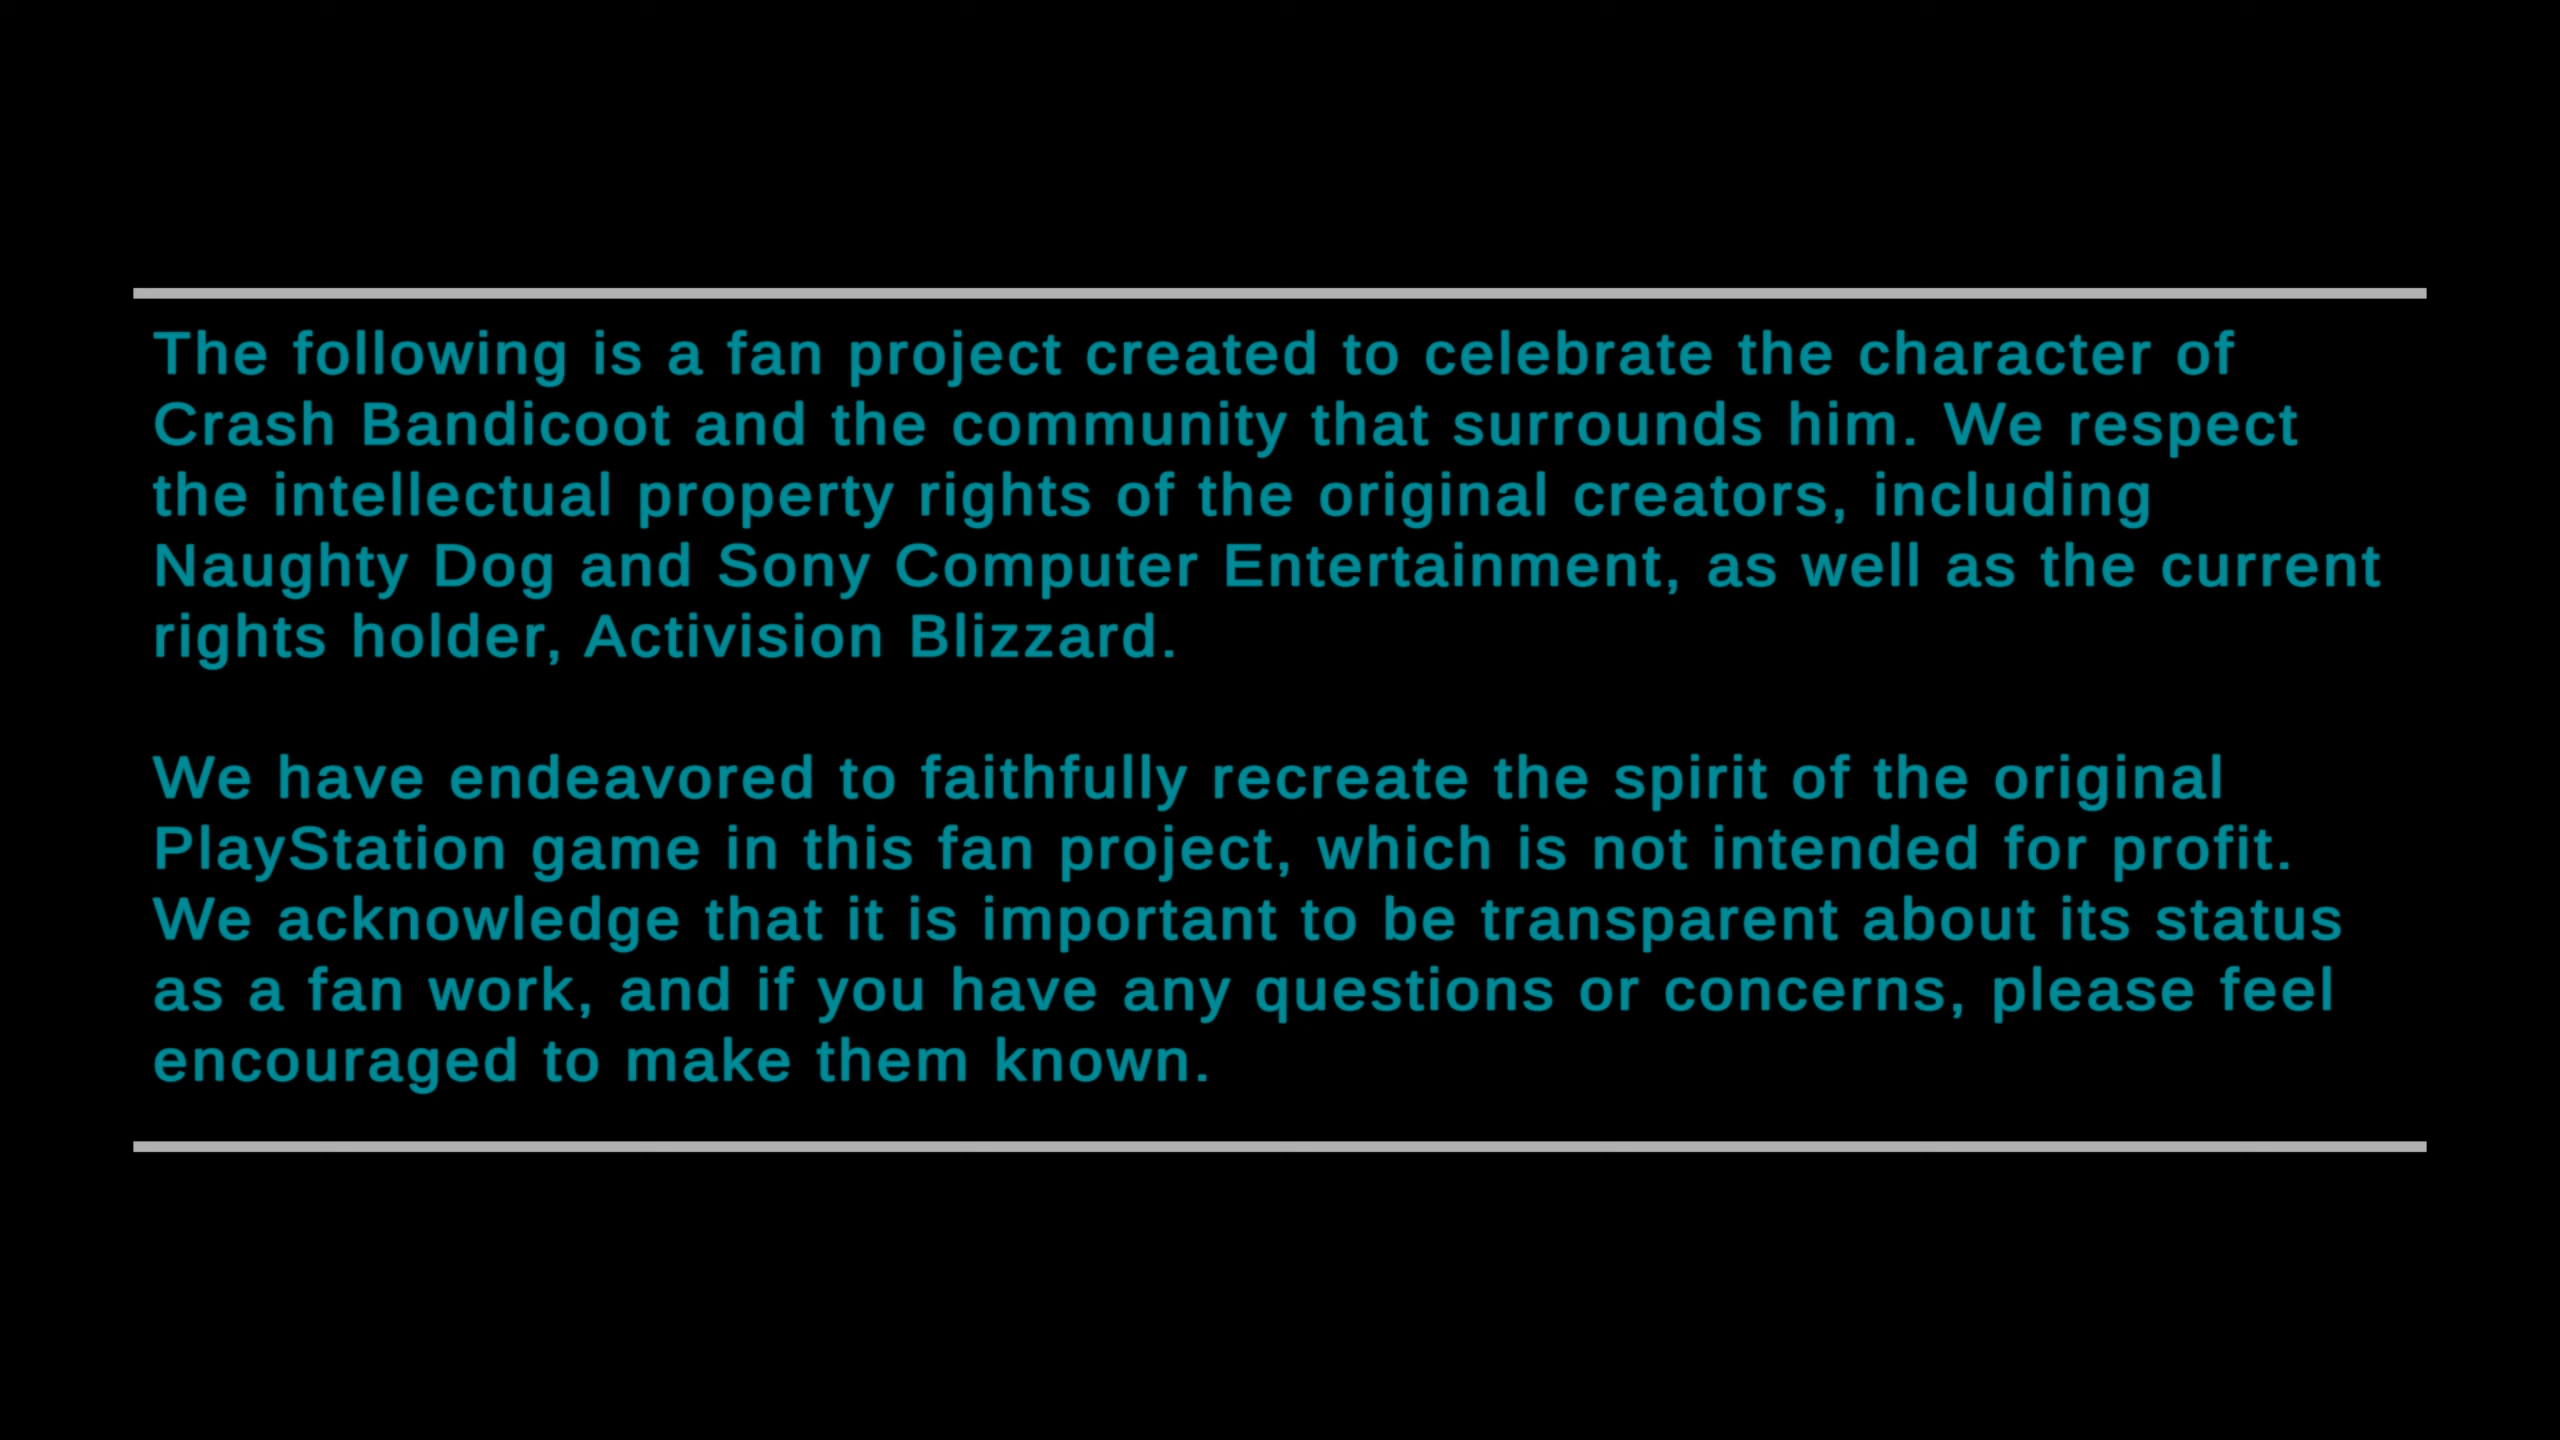 The following is a fan project created to celebrate the character of
Crash Bandicoot and the community that surrounds him. We respect
the intellectual property rights of the original creators, including
Naughty Dog and Sony Computer Entertainment, as well as the current
rights holder, Activision Blizzard.
We have endeavored to faithfully recreate the spirit of the original
PlayStation game in this fan project, which is not intended for profit.
We acknowledge that it is important to be transparent about its status
as a fan work, and if you have any questions or concerns, please feel
encouraged to make them known.